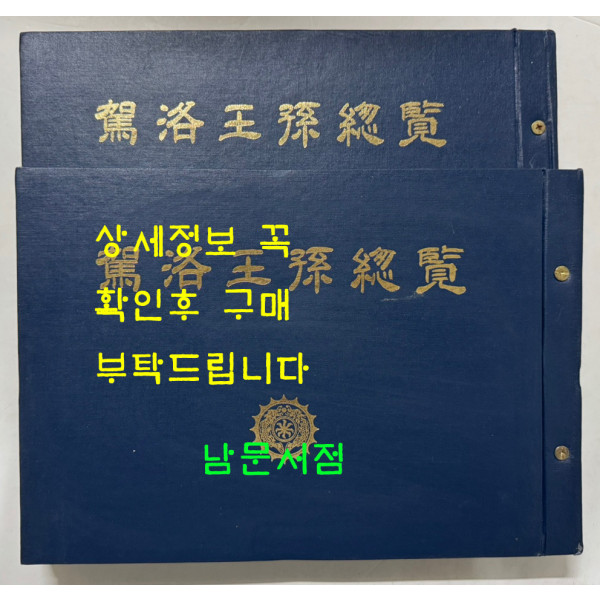 駕洛王孫總覽
駕洛王孫總覽
상세정보 꼭
확인후 구매
부탁드립니다
남문서점